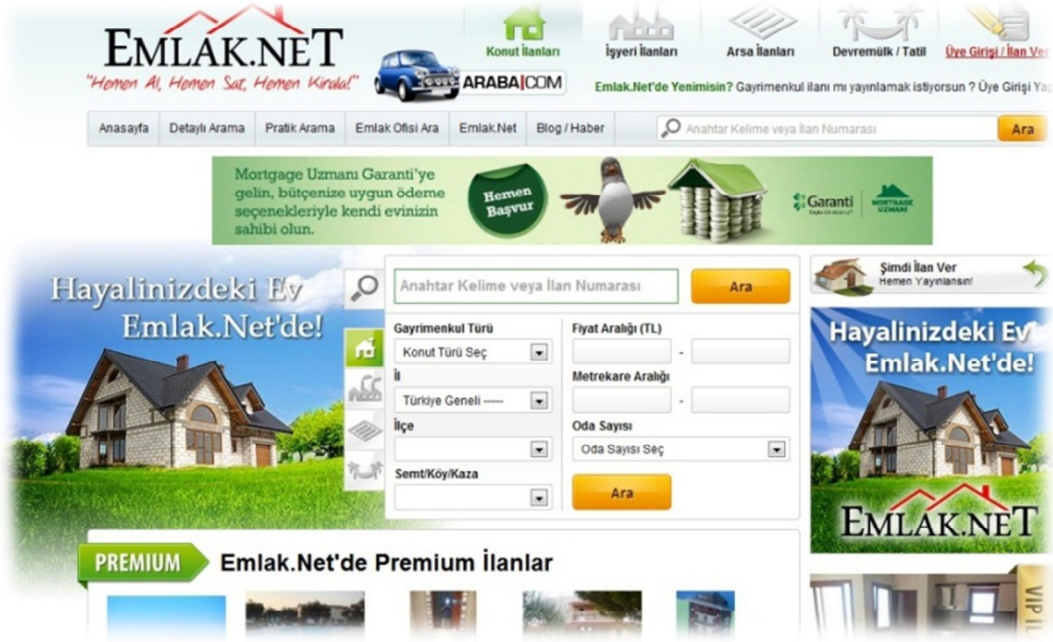 EMLAK.NET
"Hemen Al, Hemen Sat, Hemen Kirala!"
ARABA|COM
Konut İlanları
İşyeri İlanları
Arsa İlanları
Devremülk / Tatil
Üye Girişi / İlan Ver
Emlak.Net'de Yenimisin? Gayrimenkul ilanı mı yayınlamak istiyorsun ? Üye Girişi
Anasayfa
Detaylı Arama
Pratik Arama
Emlak Ofisi Ara
Emlak.Net
Blog / Haber
Anahtar Kelime veya İlan Numarası
Ara
Mortgage Uzmanı Garanti'ye
gelin, bütçenize uygun ödeme
seçenekleriyle kendi evinizin
sahibi olun.
Hemen
Başvur
Garanti
MORTGAGE
UZMANI
Hayalinizdeki Ev
Emlak.Net'de!
Anahtar Kelime veya İlan Numarası
Ara
Gayrimenkul Türü
Konut Türü Seç
İl
Türkiye Geneli -----
İlçe
Semt/Köy/Kaza
Fiyat Aralığı (TL)
-
Metrekare Aralığı
-
Oda Sayısı
Oda Sayısı Seç
Ara
Şimdi İlan Ver
Hemen Yayınlansın!
Hayalinizdeki Ev
Emlak.Net'de!
EMLAK.NET
PREMIUM
Emlak.Net'de Premium İlanlar
VIP